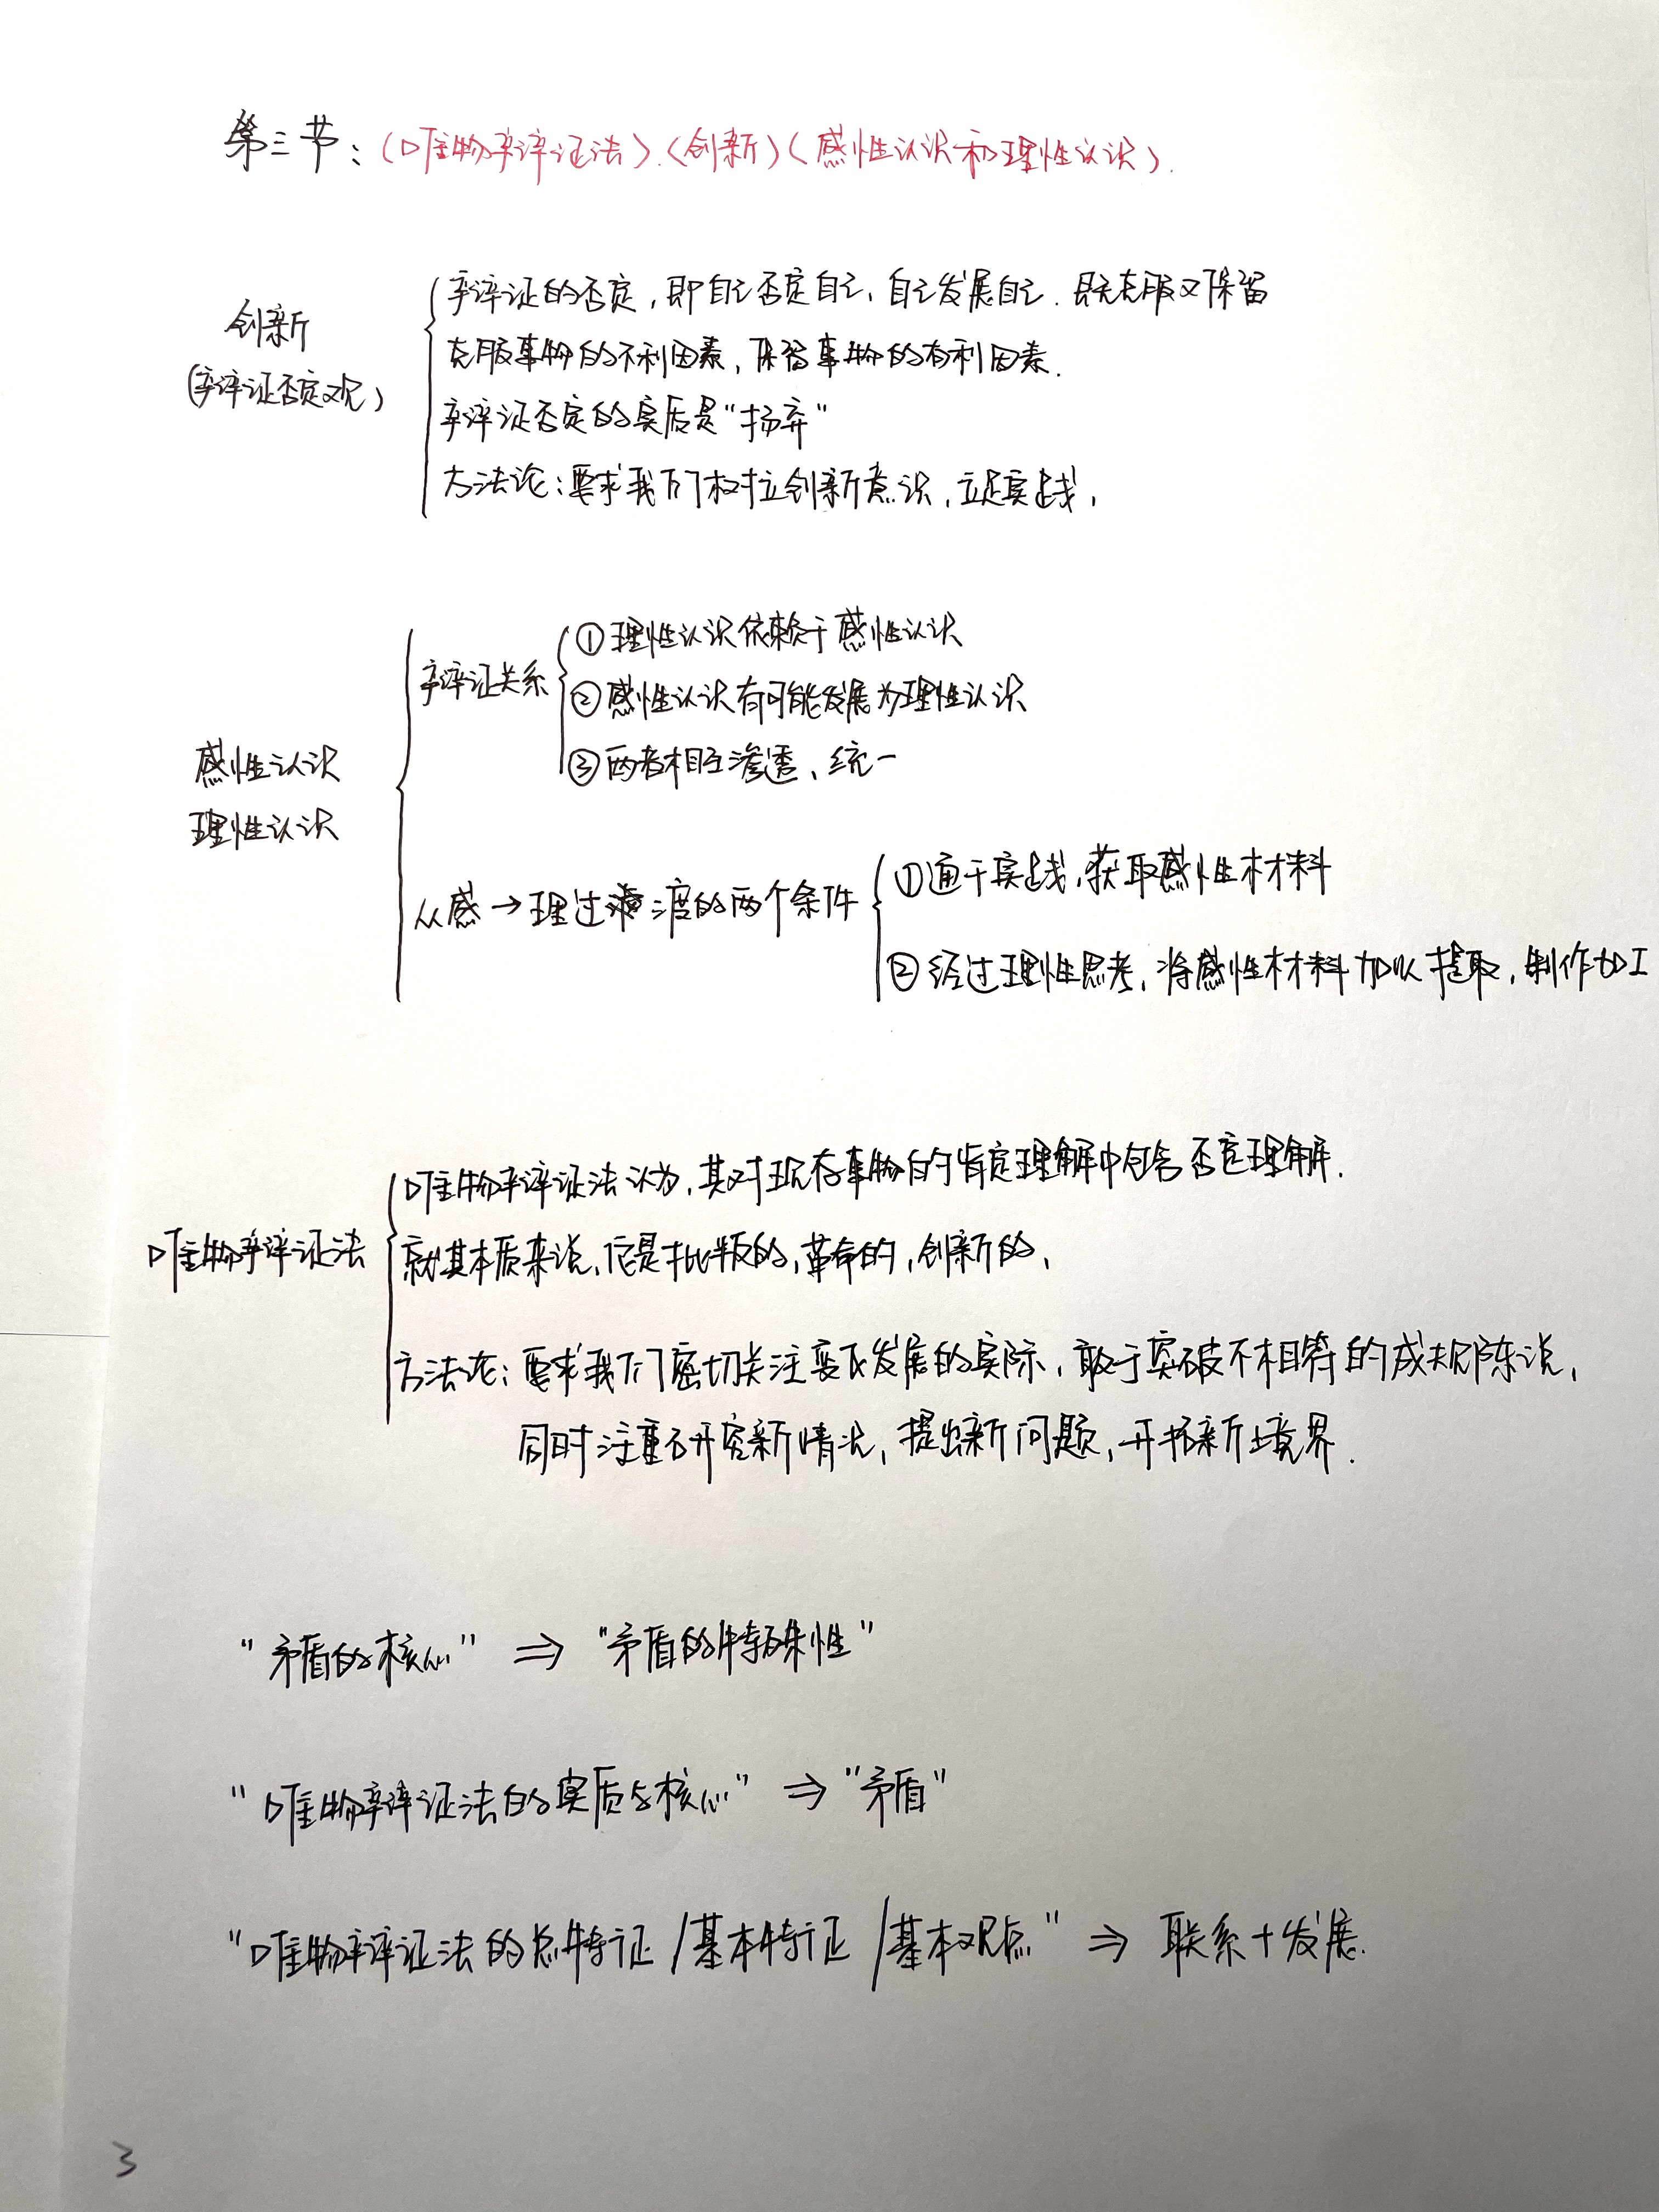 第三节：(唯物辩证法).(创新)(感性认识和理性认识).
创新
(辩证否定观)
辩证的否定，即自己否定自己，自己发展自己.既克服又保留
克服事物的不利因素，保留事物的有利因素.
辩证否定的实质是"扬弃"
方法论：要求我们树立创新意识，立足实践，
感性认识
理性认识
辩证关系
①理性认识依赖于感性认识
②感性认识有可能发展为理性认识
③两者相互渗透、统一
从感→理过渡的两个条件
①通于实践，获取感性材料
②经过理性思考，将感性材料加以提取，制作加工
唯物辩证法
唯物辩证法认为，其对现存事物的肯定理解中包含否定理解.
就其本质来说，它是批判的，革命的，创新的，
方法论：要求我们密切关注变化发展的实际，敢于突破不相符的成规陈说，
同时注重研究新情况，提出新问题，开拓新境界.
"矛盾的核心" ⇒ "矛盾的特殊性"
"唯物辩证法的实质与核心" ⇒ "矛盾"
"唯物辩证法的总特征/基本特征/基本观点" ⇒ 联系+发展.
3